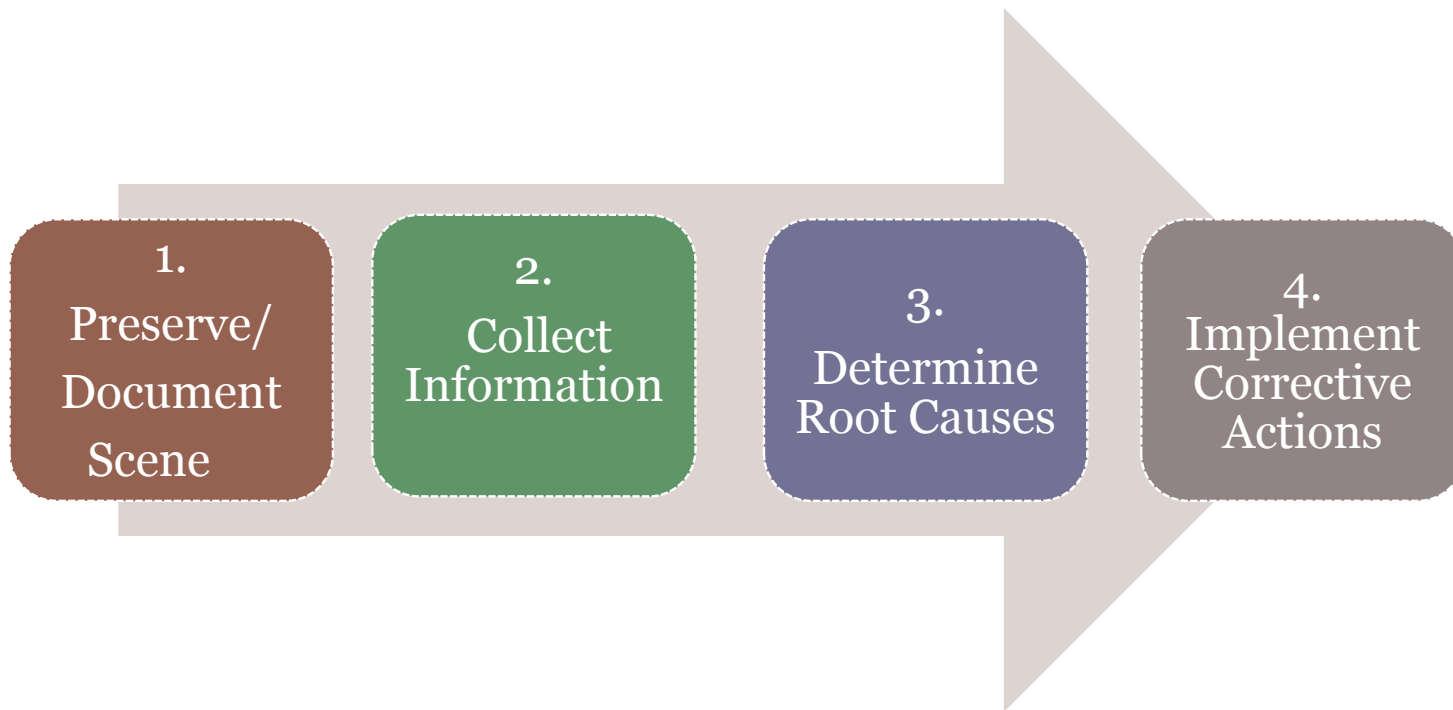 1.
Preserve/
Document
Scene
2.
Collect
Information
3.
Determine
Root Causes
4.
Implement
Corrective
Actions